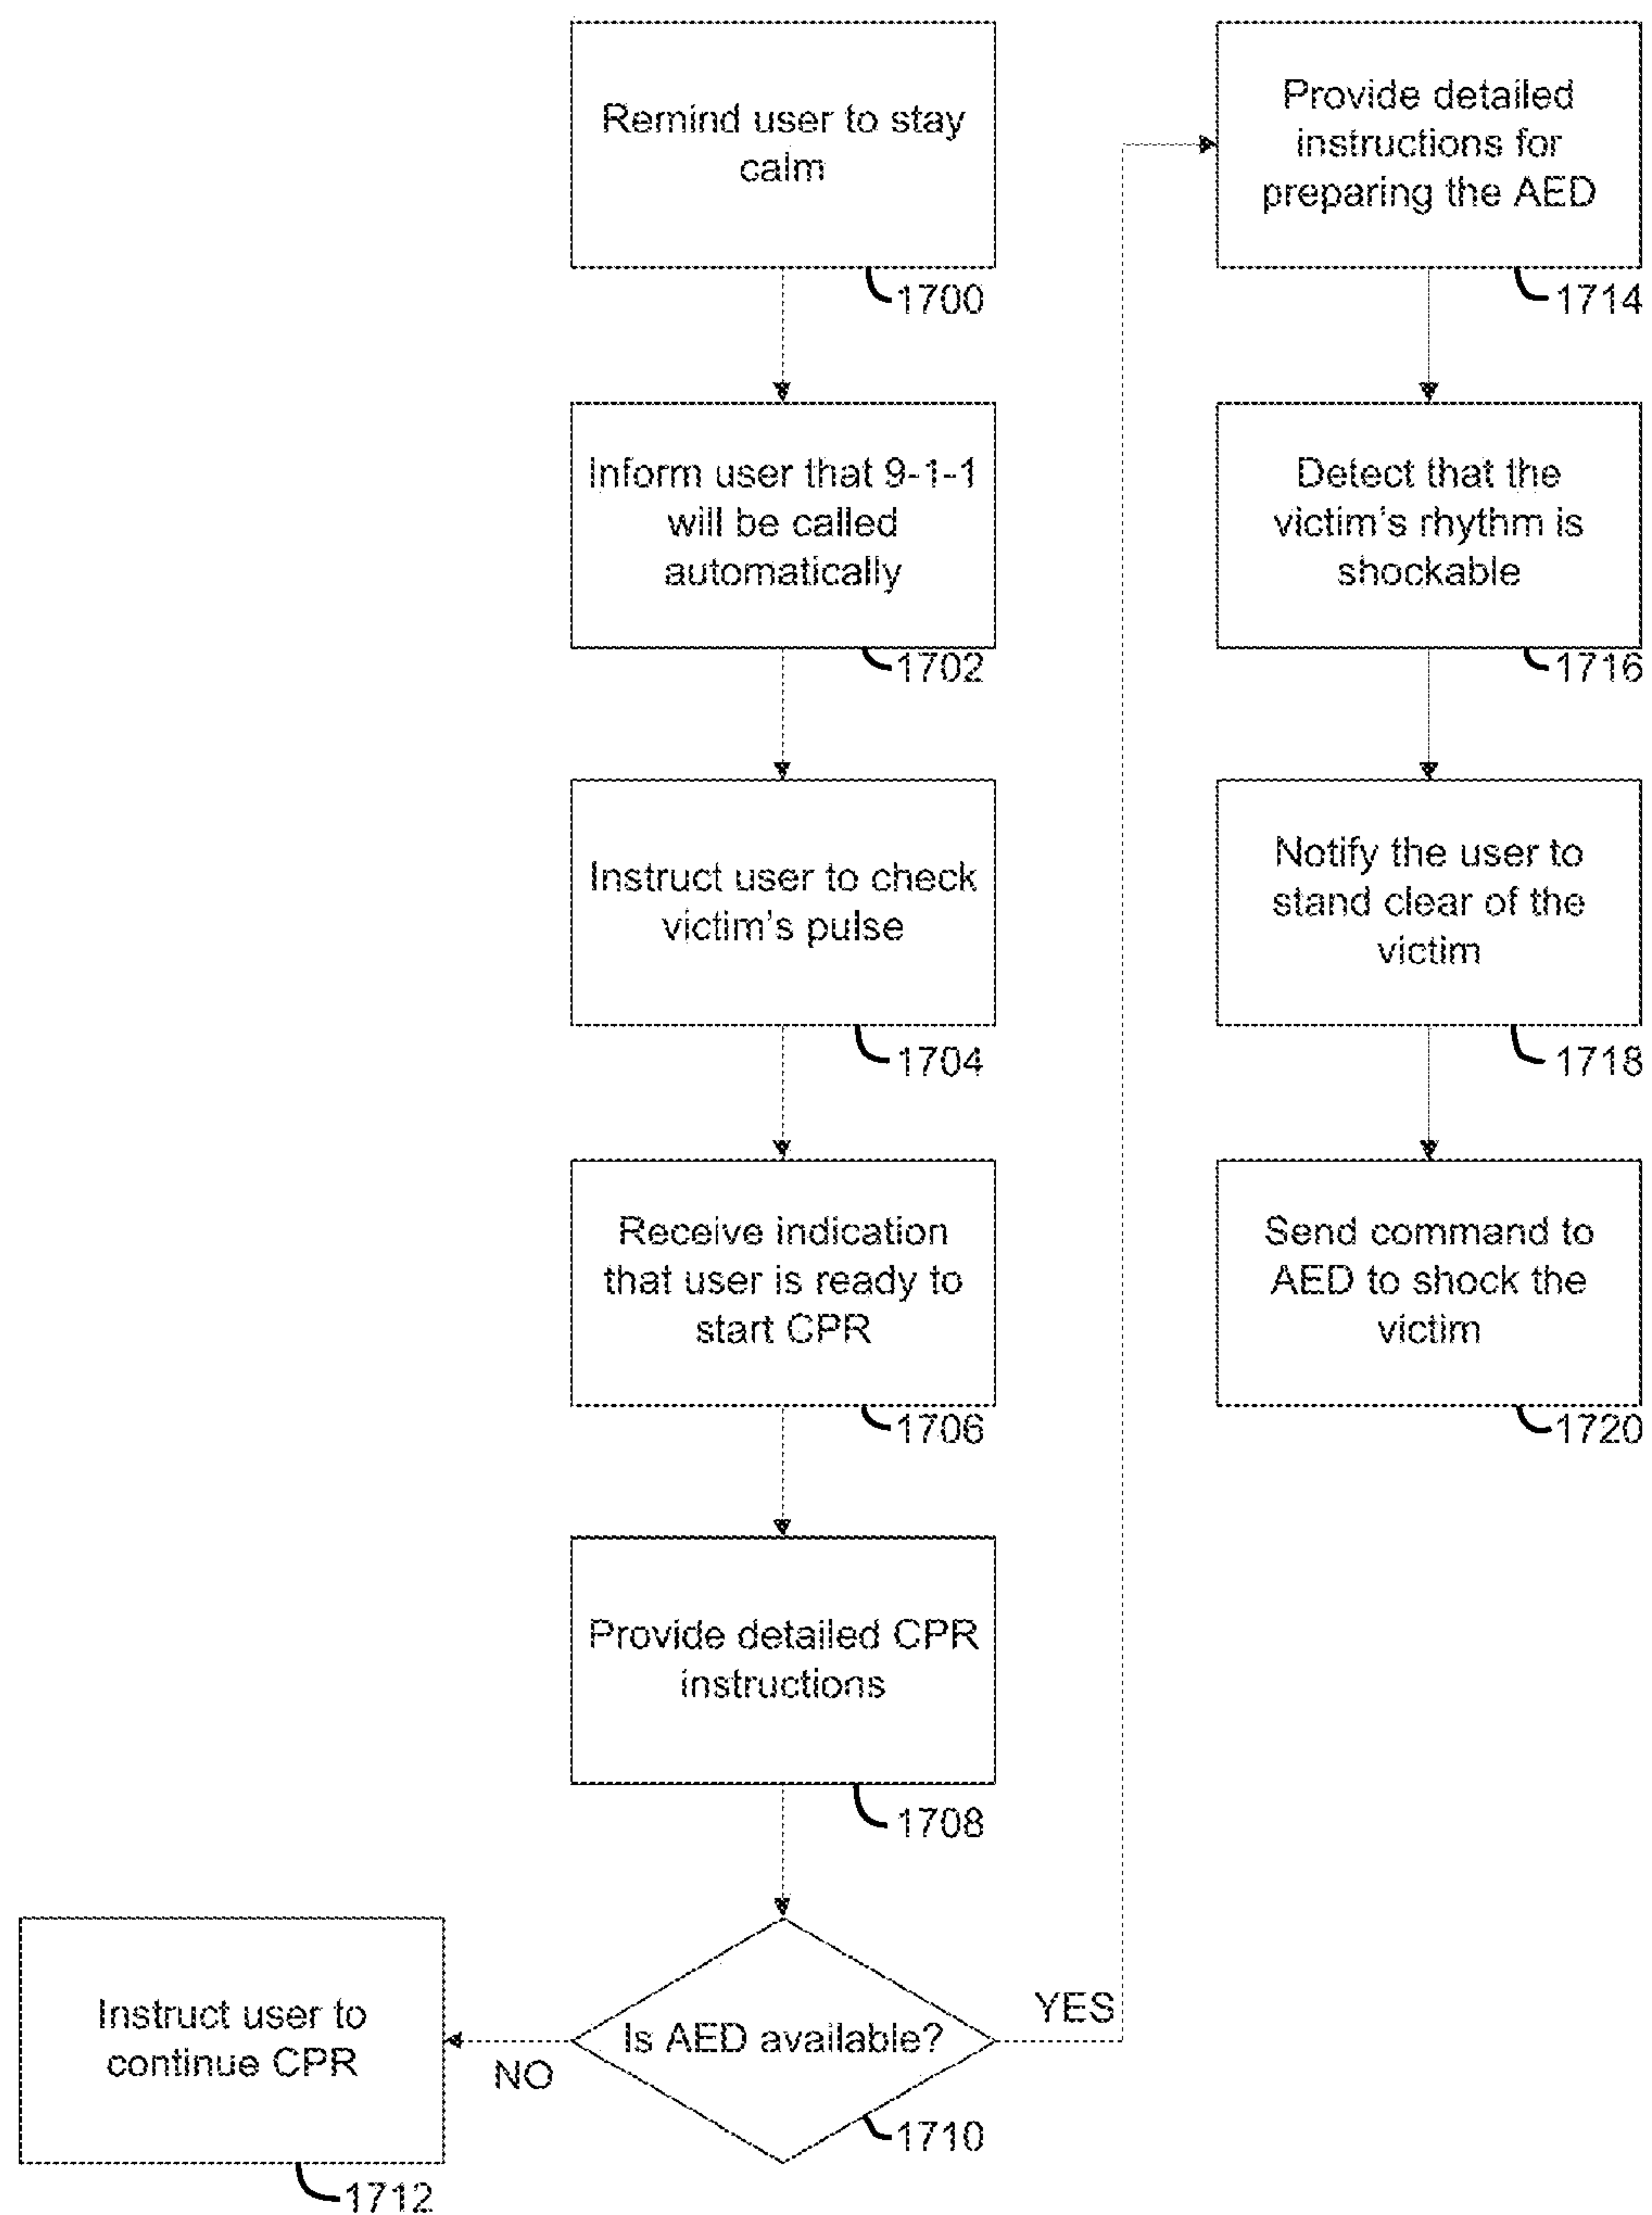 Remind user to stay
calm
1700
Inform user that 9-1-1
will be called
automatically
1702
Instruct user to check
victim's pulse
1704
Receive indication
that user is ready to
start CPR
1706
Provide detailed CPR
instructions
1708
Is AED available?
1710
NO
YES
Instruct user to
continue CPR
1712
Provide detailed
instructions for
preparing the AED
1714
Detect that the
victim's rhythm is
shockable
1716
Notify the user to
stand clear of the
victim
1718
Send command to
AED to shock the
victim
1720